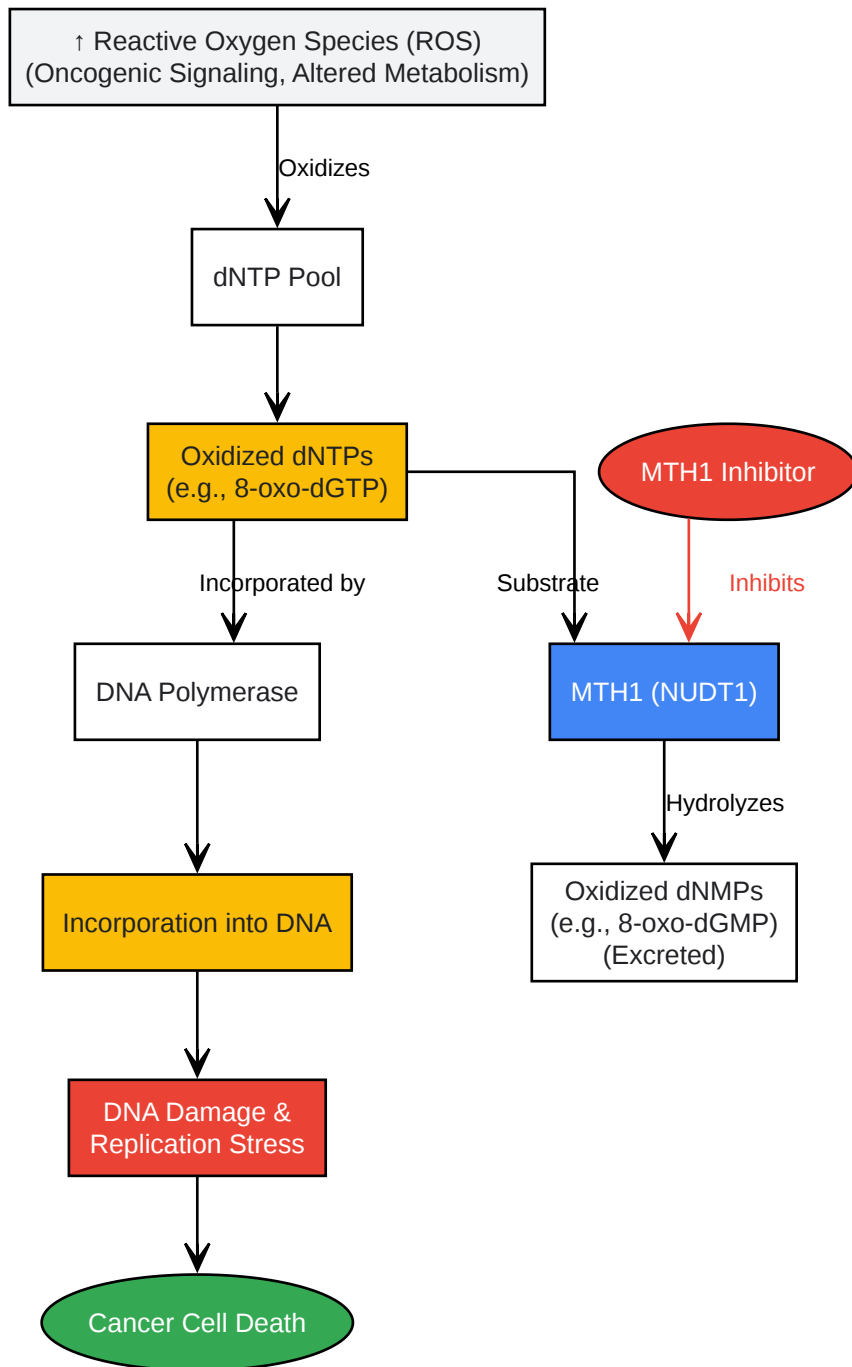 ↑ Reactive Oxygen Species (ROS)
(Oncogenic Signaling, Altered Metabolism)
Oxidizes
dNTP Pool
Oxidized dNTPs
(e.g., 8-oxo-dGTP)
MTH1 Inhibitor
Incorporated by
Substrate
Inhibits
DNA Polymerase
MTH1 (NUDT1)
Hydrolyzes
Incorporation into DNA
Oxidized dNMPs
(e.g., 8-oxo-dGMP)
(Excreted)
DNA Damage &
Replication Stress
Cancer Cell Death